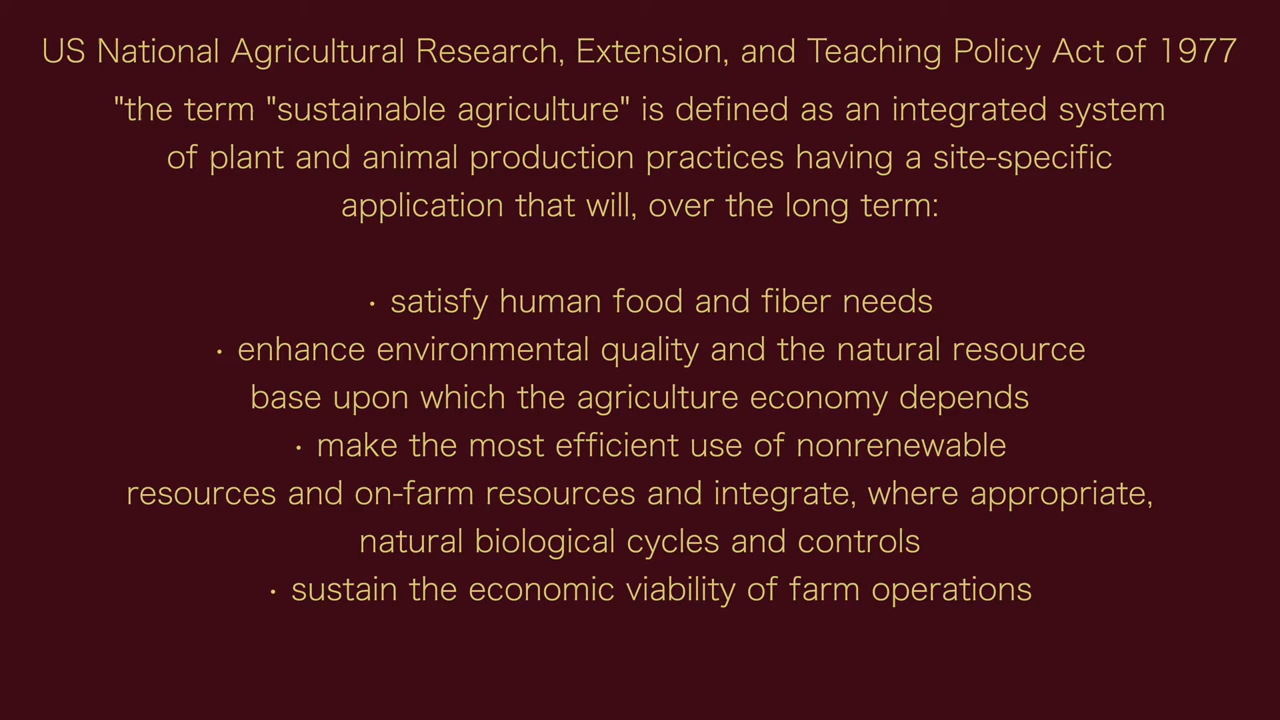 US National Agricultural Research, Extension, and Teaching Policy Act of 1977
"the term "sustainable agriculture" is defined as an integrated system
of plant and animal production practices having a site-specific
application that will, over the long term:
· satisfy human food and fiber needs
· enhance environmental quality and the natural resource
base upon which the agriculture economy depends
· make the most efficient use of nonrenewable
resources and on-farm resources and integrate, where appropriate,
natural biological cycles and controls
· sustain the economic viability of farm operations